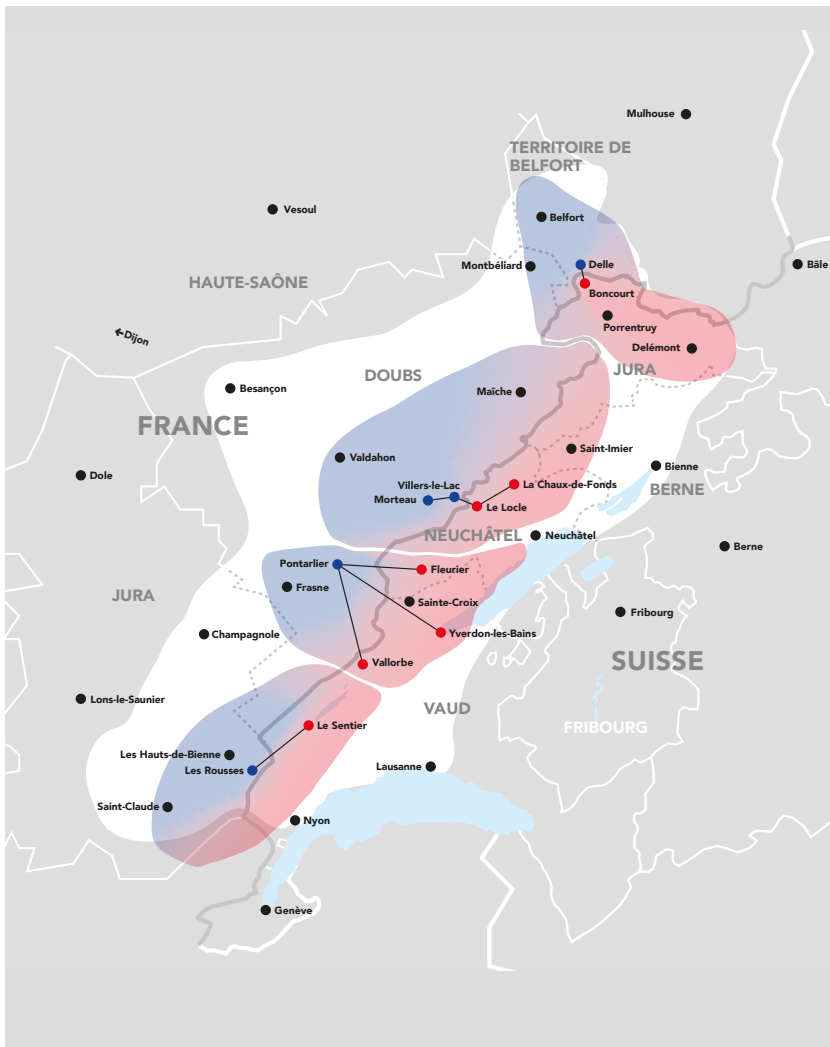 Mulhouse
TERRITOIRE DE
BELFORT
Vesoul
Belfort
Montbéliard
Delle
Bâle
HAUTE-SAÔNE
Boncourt
Porrentruy
←Dijon
Delémont
JURA
DOUBS
Besançon
Maîche
FRANCE
Saint-Imier
Valdahon
Bienne
Dole
Villers-le-Lac
La Chaux-de-Fonds
BERNE
Morteau
Le Locle
NEUCHÂTEL
Neuchâtel
Berne
Pontarlier
Fleurier
Frasne
JURA
Sainte-Croix
Fribourg
Champagnole
Yverdon-les-Bains
Vallorbe
SUISSE
Lons-le-Saunier
VAUD
Le Sentier
FRIBOURG
Les Hauts-de-Bienne
Les Rousses
Lausanne
Saint-Claude
Nyon
Genève